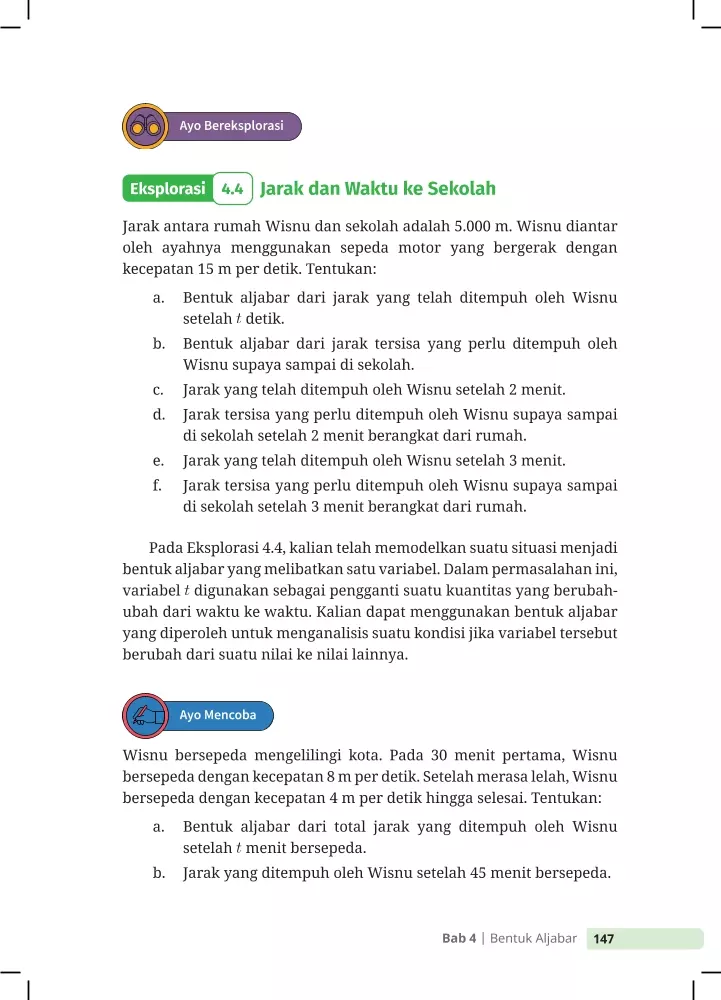 Ayo Bereksplorasi
Eksplorasi 4.4 Jarak dan Waktu ke Sekolah
Jarak antara rumah Wisnu dan sekolah adalah 5.000 m. Wisnu diantar
oleh ayahnya menggunakan sepeda motor yang bergerak dengan
kecepatan 15 m per detik. Tentukan:
a. Bentuk aljabar dari jarak yang telah ditempuh oleh Wisnu
setelah t detik.
b. Bentuk aljabar dari jarak tersisa yang perlu ditempuh oleh
Wisnu supaya sampai di sekolah.
c. Jarak yang telah ditempuh oleh Wisnu setelah 2 menit.
d. Jarak tersisa yang perlu ditempuh oleh Wisnu supaya sampai
di sekolah setelah 2 menit berangkat dari rumah.
e. Jarak yang telah ditempuh oleh Wisnu setelah 3 menit.
f. Jarak tersisa yang perlu ditempuh oleh Wisnu supaya sampai
di sekolah setelah 3 menit berangkat dari rumah.
Pada Eksplorasi 4.4, kalian telah memodelkan suatu situasi menjadi
bentuk aljabar yang melibatkan satu variabel. Dalam permasalahan ini,
variabel t digunakan sebagai pengganti suatu kuantitas yang berubah-
ubah dari waktu ke waktu. Kalian dapat menggunakan bentuk aljabar
yang diperoleh untuk menganalisis suatu kondisi jika variabel tersebut
berubah dari suatu nilai ke nilai lainnya.
Ayo Mencoba
Wisnu bersepeda mengelilingi kota. Pada 30 menit pertama, Wisnu
bersepeda dengan kecepatan 8 m per detik. Setelah merasa lelah, Wisnu
bersepeda dengan kecepatan 4 m per detik hingga selesai. Tentukan:
a. Bentuk aljabar dari total jarak yang ditempuh oleh Wisnu
setelah t menit bersepeda.
b. Jarak yang ditempuh oleh Wisnu setelah 45 menit bersepeda.
Bab 4 | Bentuk Aljabar 147